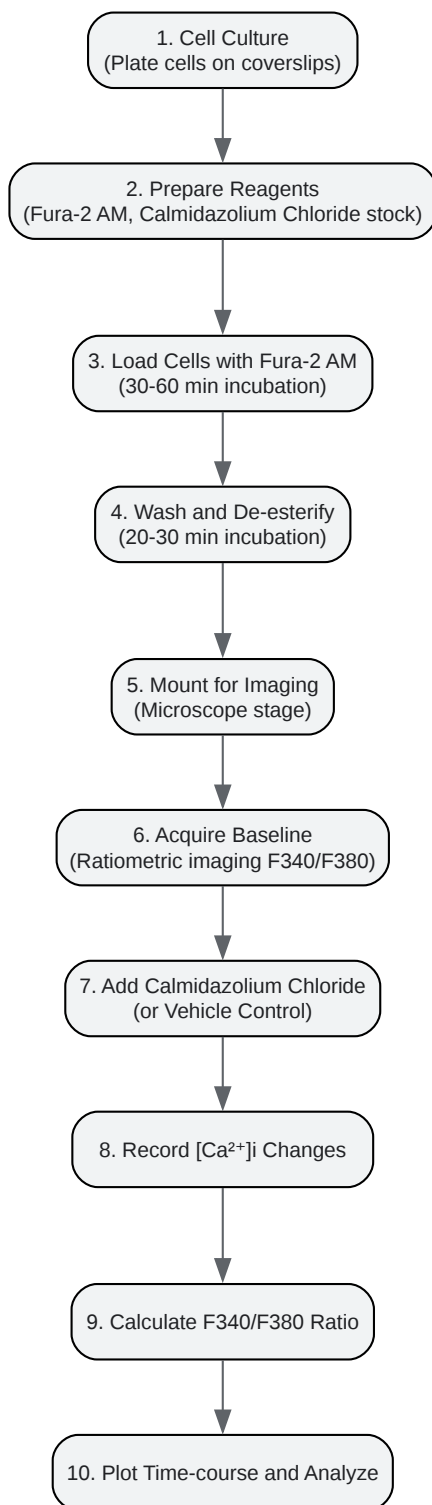 1. Cell Culture
(Plate cells on coverslips)
2. Prepare Reagents
(Fura-2 AM, Calmidazolium Chloride stock)
3. Load Cells with Fura-2 AM
(30-60 min incubation)
4. Wash and De-esterify
(20-30 min incubation)
5. Mount for Imaging
(Microscope stage)
6. Acquire Baseline
(Ratiometric imaging F340/F380)
7. Add Calmidazolium Chloride
(or Vehicle Control)
8. Record [Ca²⁺]i Changes
9. Calculate F340/F380 Ratio
10. Plot Time-course and Analyze